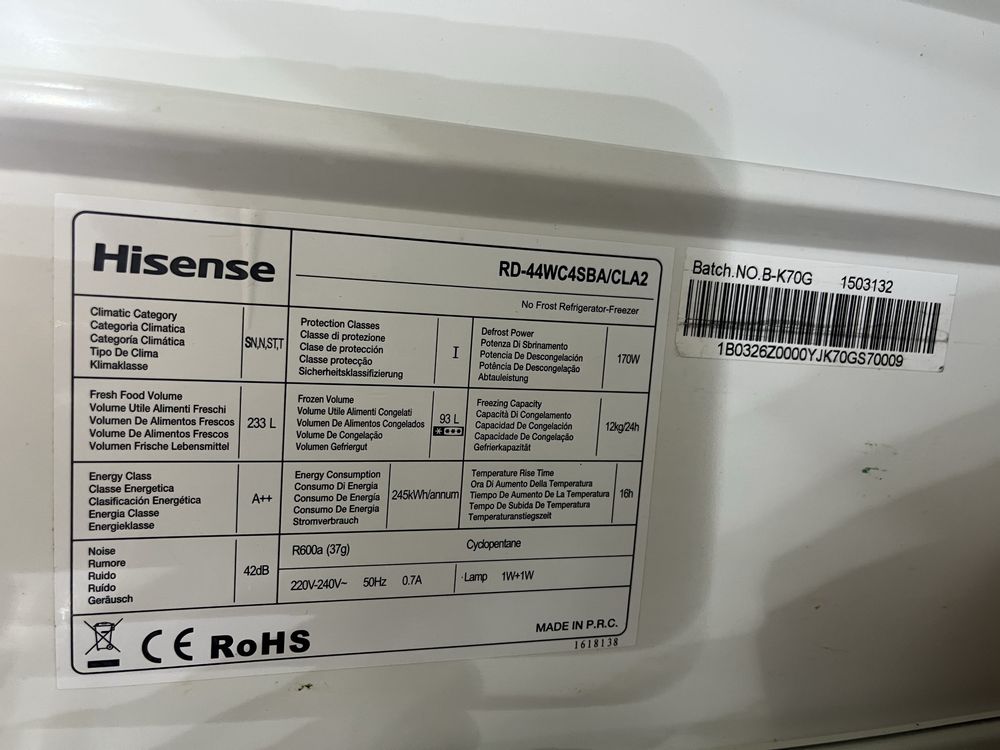 Hisense
RD-44WC4SBA/CLA2
No Frost Refrigerator-Freezer
Climatic Category
Categoria Climatica
Categoría Climática
Tipo De Clima
Klimaklasse
SN,N,ST,T
Protection Classes
Classe di protezione
Clase de protección
Classe protecção
Sicherheitsklassifizierung
I
Defrost Power
Potenza Di Sbrinamento
Potencia De Descongelación
Potência De Descongelação
Abtauleistung
170W
Fresh Food Volume
Volume Utile Alimenti Freschi
Volumen De Alimentos Frescos
Volume De Alimentos Frescos
Volumen Frische Lebensmittel
233 L
Frozen Volume
Volume Utile Alimenti Congelati
Volumen De Alimentos Congelados
Volume De Congelação
Volumen Gefriergut
93 L
Freezing Capacity
Capacità Di Congelamento
Capacidad De Congelación
Capacidade De Congelação
Gefrierkapazität
12kg/24h
Energy Class
Classe Energetica
Clasificación Energética
Energia Classe
Energieklasse
A++
Energy Consumption
Consumo Di Energia
Consumo De Energía
Consumo De Energia
Stromverbrauch
245kWh/annum
Temperature Rise Time
Ora Di Aumento Della Temperatura
Tiempo De Aumento De La Temperatura
Tempo De Subida De Temperatura
Temperaturanstiegszeit
16h
Noise
Rumore
Ruido
Ruído
Geräusch
42dB
R600a (37g)
Cyclopentane
220V-240V~ 50Hz 0.7A
Lamp 1W+1W
CE RoHS
MADE IN P.R.C.
1618138
Batch.NO.B-K70G 1503132
1B0326Z0000YJK70GS70009